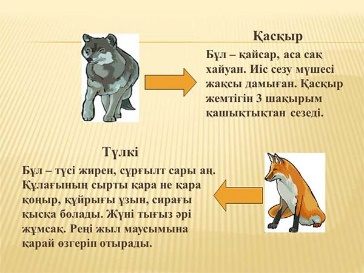 Қасқыр
Бұл – қайсар, аса сақ
хайуан. Иіс сезу мүшесі
жақсы дамыған. Қасқыр
жемтігін 3 шақырым
қашықтықтан сезеді.
Түлкі
Бұл – түсі жирен, сұрғылт сары аң.
Құлағының сырты қара не қара
қоңыр, құйрығы ұзын, сирағы
қысқа болады. Жүні тығыз әрі
жұмсақ. Реңі жыл маусымына
қарай өзгеріп отырады.